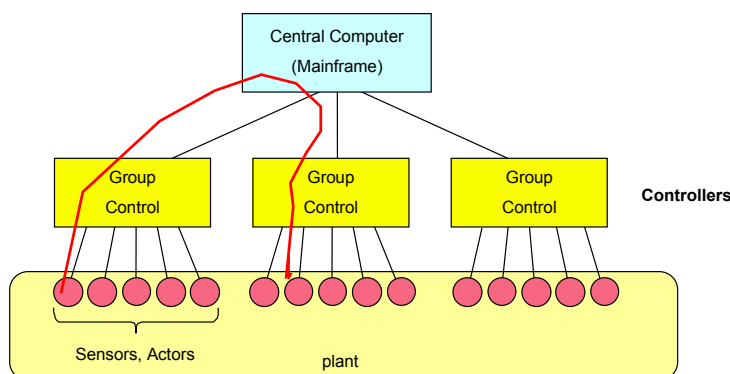 Central Computer
(Mainframe)
Group
Control
Group
Control
Group
Control
Controllers
Sensors, Actors
plant